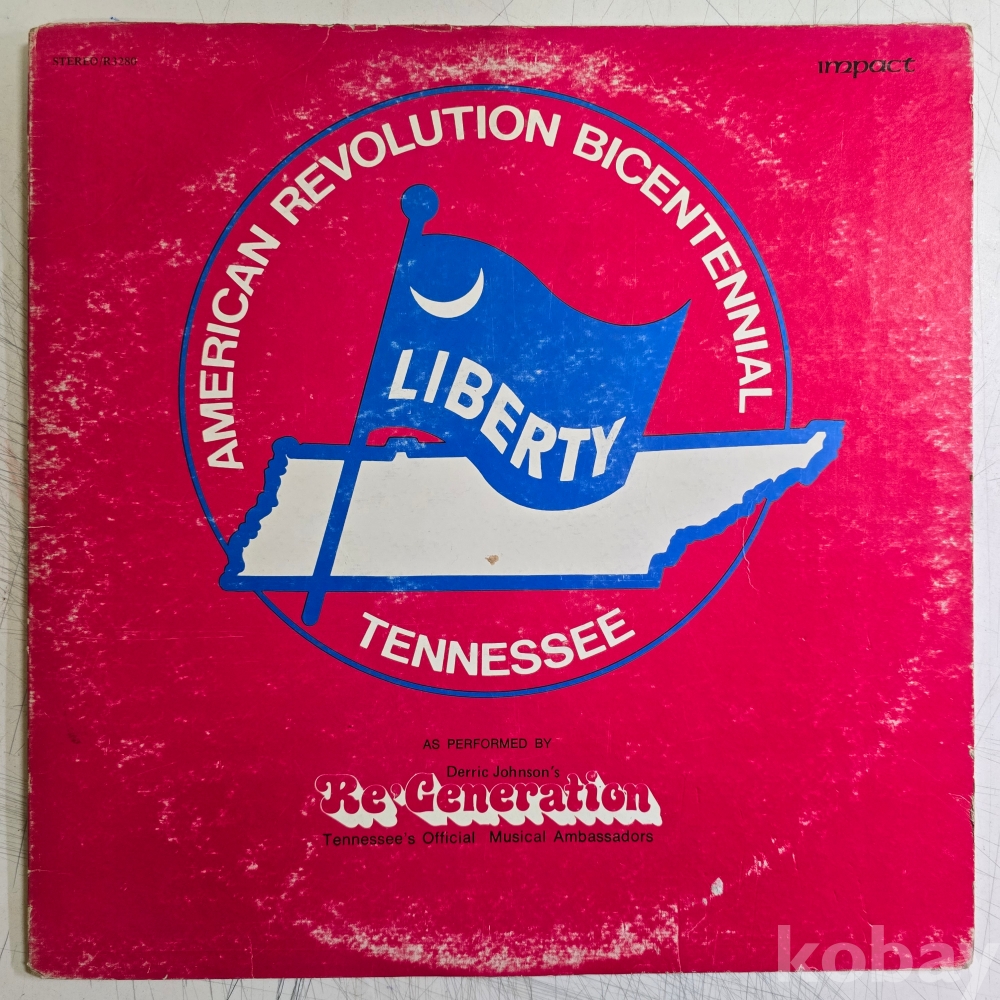 STEREO/R3280
impact
AMERICAN REVOLUTION BICENTENNIAL
LIBERTY
TENNESSEE
AS PERFORMED BY
Derric Johnson's
Re'Generation
Tennessee's Official Musical Ambassadors
kobay